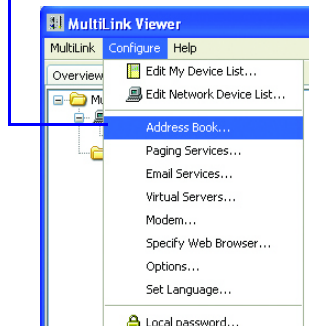 MultiLink Viewer
MultiLink Configure Help
Overview
Edit My Device List...
Edit Network Device List...
Address Book...
Paging Services...
Email Services...
Virtual Servers...
Modem...
Specify Web Browser...
Options...
Set Language...
Local password...